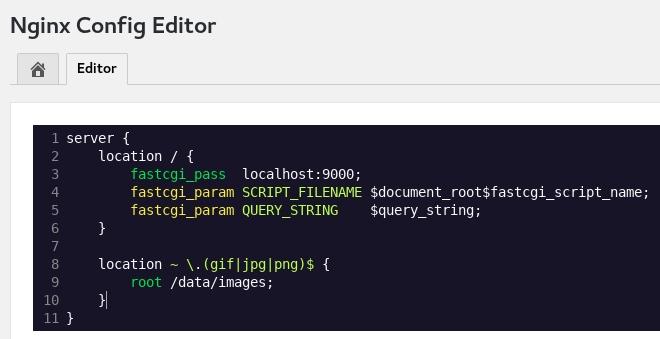 Nginx Config Editor
Editor
1 server {
2     location / {
3         fastcgi_pass  localhost:9000;
4         fastcgi_param SCRIPT_FILENAME $document_root$fastcgi_script_name;
5         fastcgi_param QUERY_STRING    $query_string;
6     }
7
8     location ~ \.(gif|jpg|png)$ {
9         root /data/images;
10     }
11 }